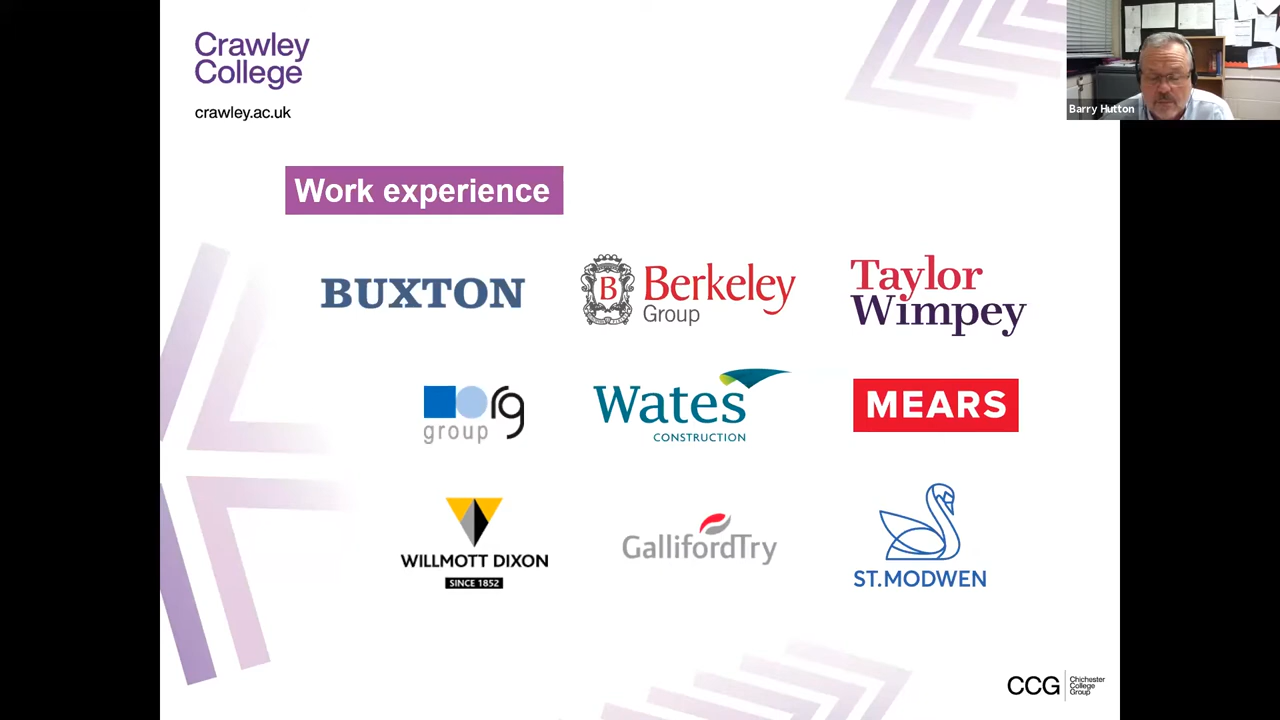 Crawley
College
crawley.ac.uk
Barry Hutton
Work experience
BUXTON
B
Berkeley
Group
Taylor
Wimpey
rg
group
Wates
CONSTRUCTION
MEARS
WILLMOTT DIXON
SINCE 1852
GallifordTry
ST.MODWEN
CCG
Chichester
College
Group